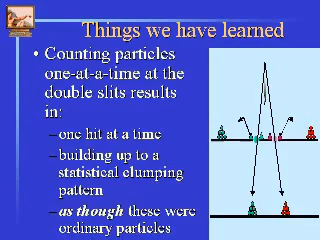 Things we have learned
• Counting particles
one-at-a-time at the
double slits results
in:
–one hit at a time
–building up to a
statistical clumping
pattern
–as though these were
ordinary particles